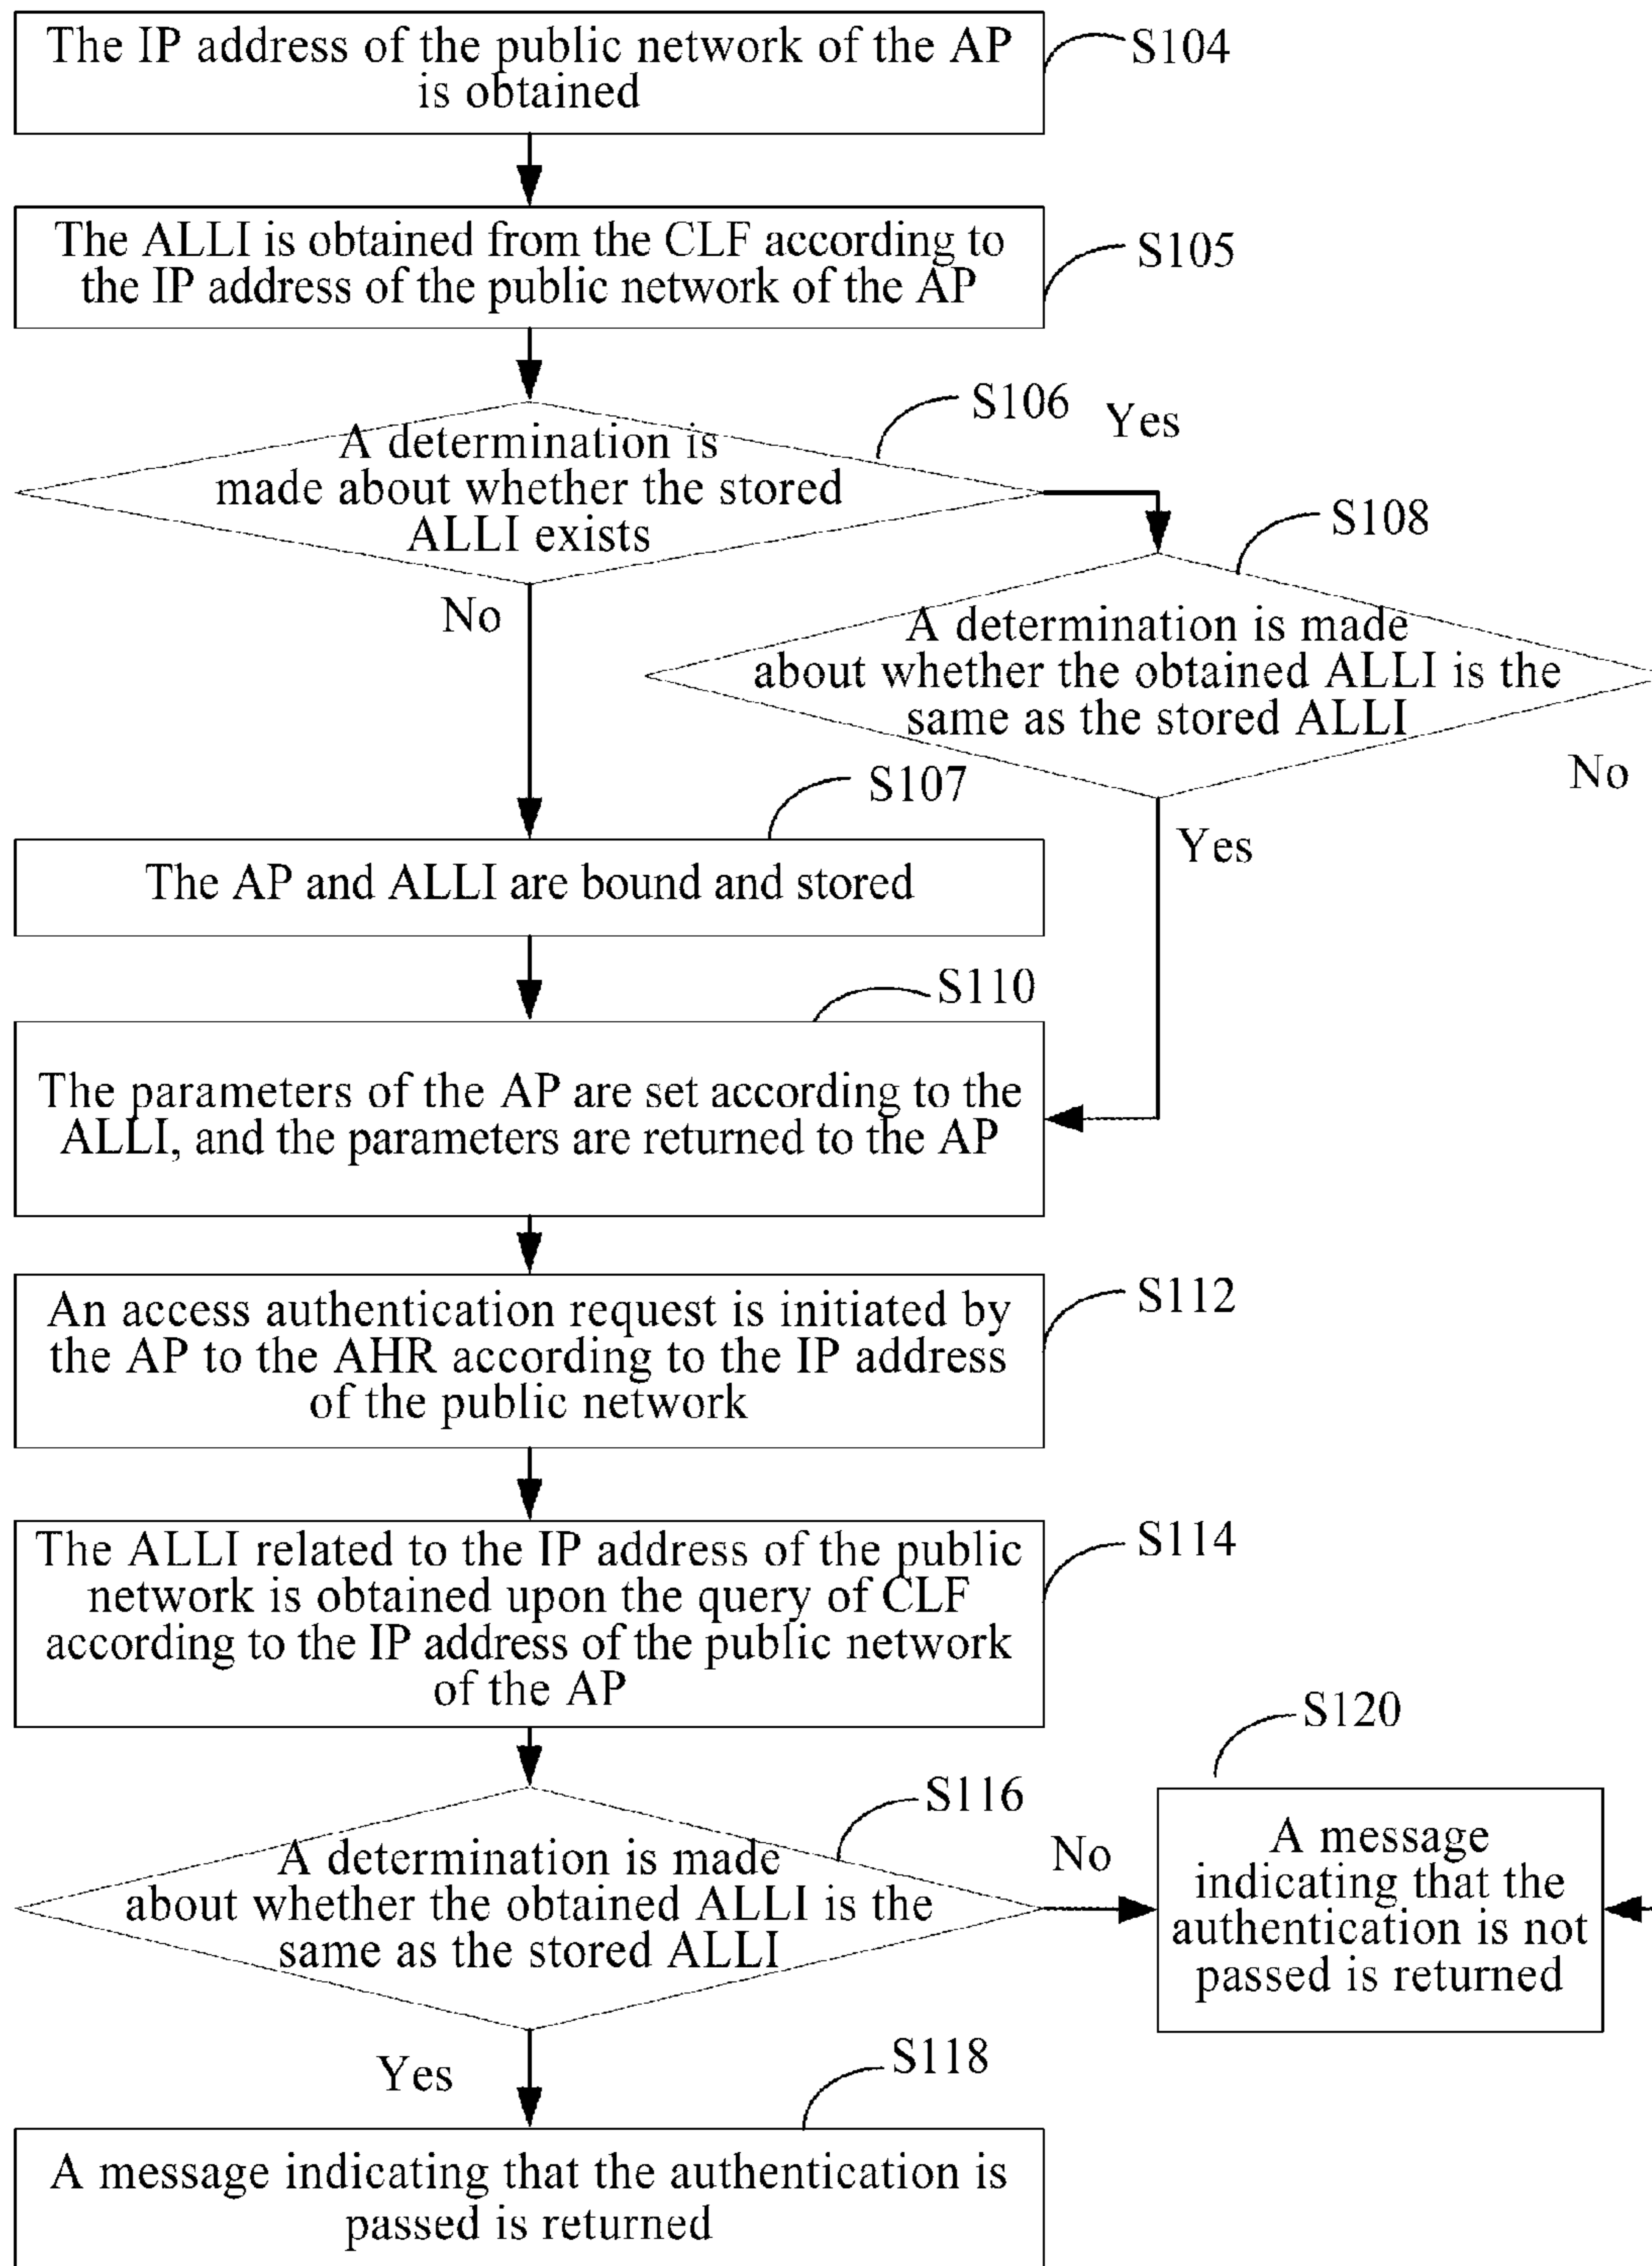 The IP address of the public network of the AP
is obtained
S104
The ALLI is obtained from the CLF according to
the IP address of the public network of the AP
S105
S106
Yes
A determination is
made about whether the stored
ALLI exists
No
S108
A determination is made
about whether the obtained ALLI is the
same as the stored ALLI
No
Yes
S107
The AP and ALLI are bound and stored
S110
The parameters of the AP are set according to the
ALLI, and the parameters are returned to the AP
An access authentication request is initiated by
the AP to the AHR according to the IP address
of the public network
S112
The ALLI related to the IP address of the public
network is obtained upon the query of CLF
according to the IP address of the public network
of the AP
S114
S116
A determination is made
about whether the obtained ALLI is the
same as the stored ALLI
No
S120
A message
indicating that the
authentication is not
passed is returned
Yes
S118
A message indicating that the authentication is
passed is returned